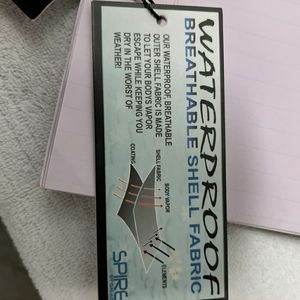 WATERPROOF
BREATHABLE SHELL FABRIC
OUR WATERPROOF BREATHABLE
OUTER SHELL FABRIC IS MADE
TO LET YOUR BODYS VAPOR
ESCAPE WHILE KEEPING YOU
DRY IN THE WORST OF
WEATHER!
BODY VAPOR
SHELL FABRIC
COATING
ELEMENTS
SPIRE